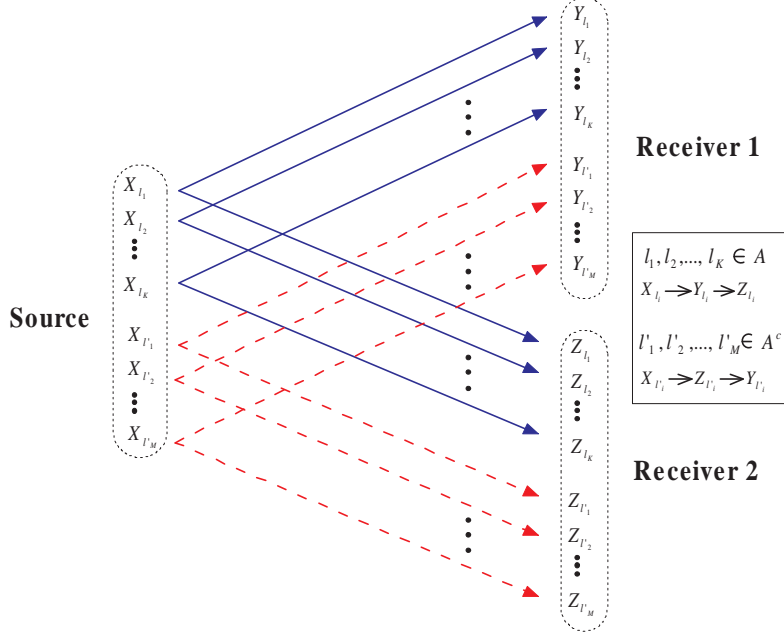 Source
X_{l_1}
X_{l_2}
X_{l_K}
X_{l'_1}
X_{l'_2}
X_{l'_M}
Y_{l_1}
Y_{l_2}
Y_{l_K}
Y_{l'_1}
Y_{l'_2}
Y_{l'_M}
Receiver 1
Z_{l_1}
Z_{l_2}
Z_{l_K}
Z_{l'_1}
Z_{l'_2}
Z_{l'_M}
Receiver 2
l_1, l_2, ..., l_K ∈ A
X_{l_i} → Y_{l_i} → Z_{l_i}
l'_1, l'_2, ..., l'_M ∈ A^c
X_{l'_i} → Z_{l'_i} → Y_{l'_i}